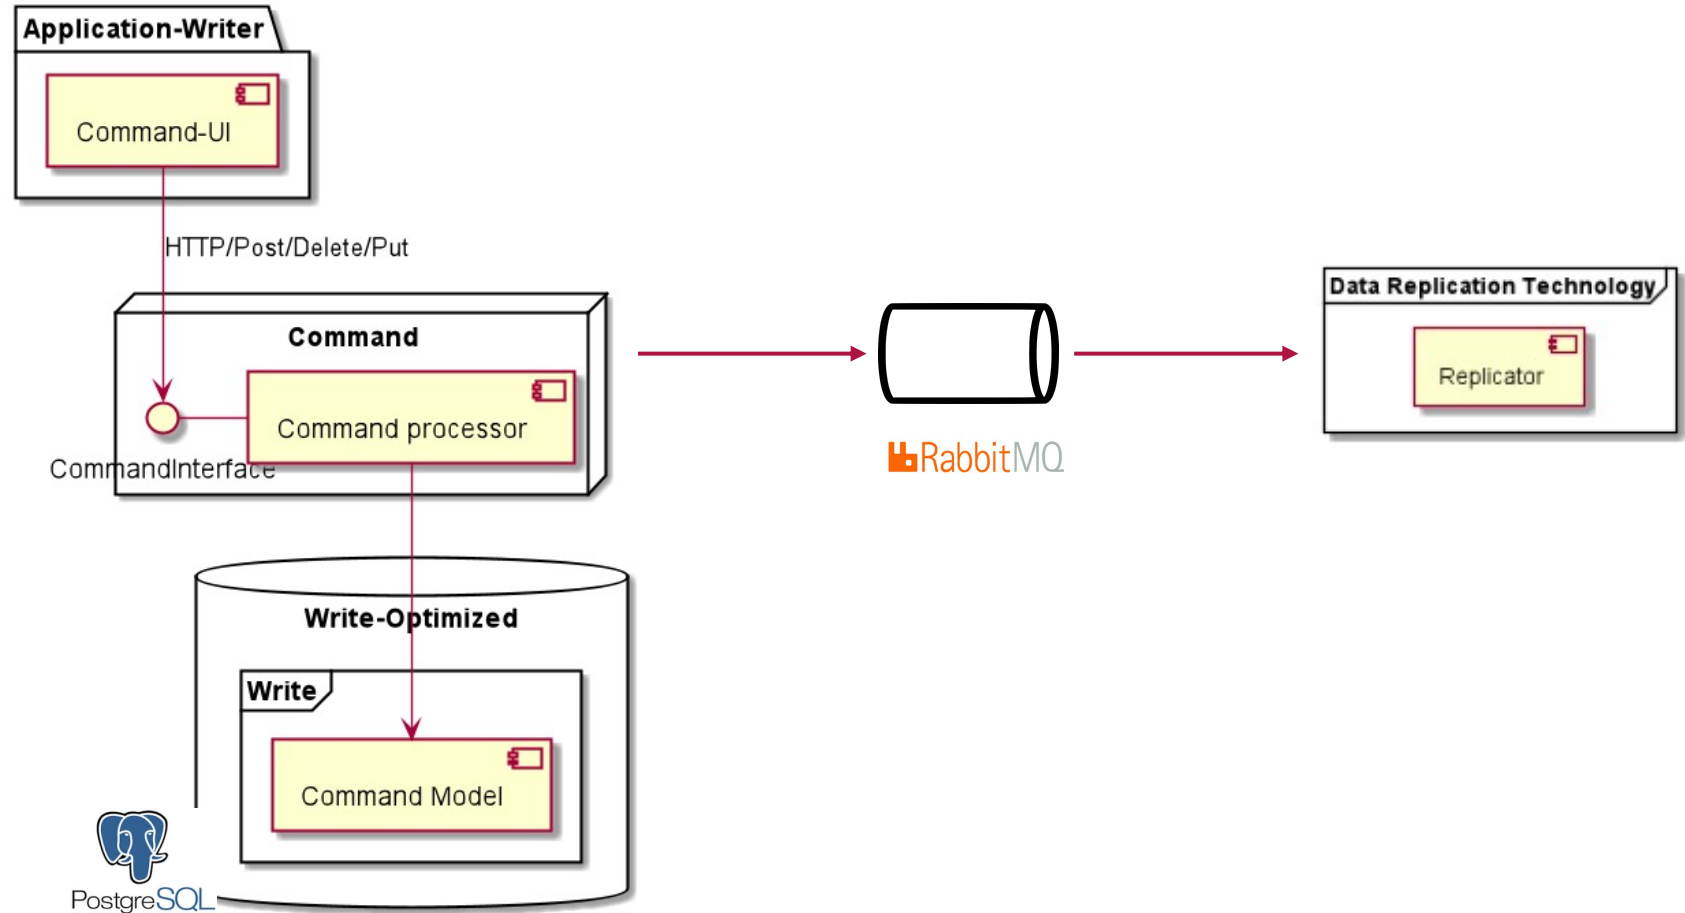 Application-Writer
Command-UI
HTTP/Post/Delete/Put
Command
Command processor
CommandInterface
RabbitMQ
Data Replication Technology
Replicator
Write-Optimized
Write
Command Model
PostgreSQL